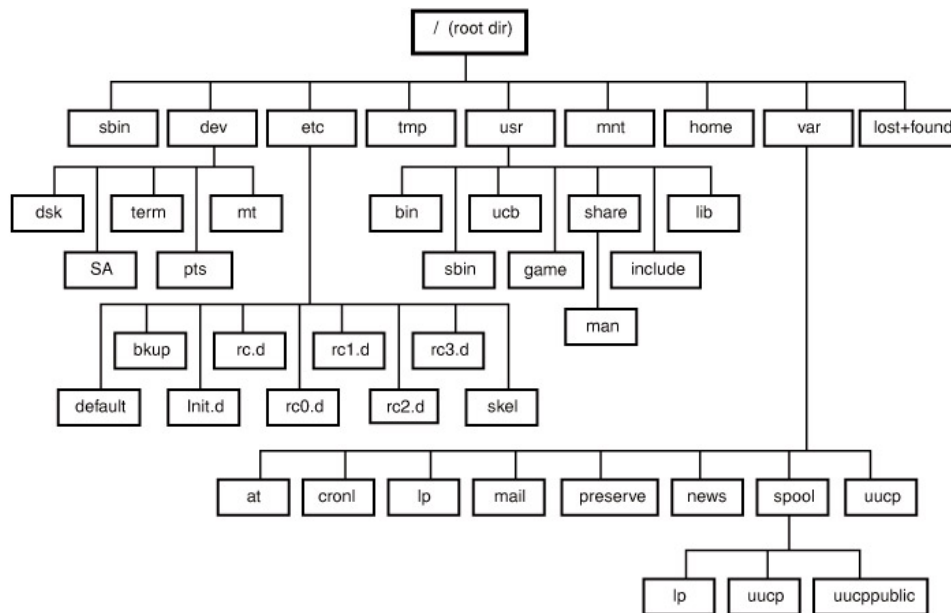 / (root dir)
sbin
dev
etc
tmp
usr
mnt
home
var
lost+found
dsk
term
mt
bin
ucb
share
lib
SA
pts
sbin
game
include
man
bkup
rc.d
rc1.d
rc3.d
default
Init.d
rc0.d
rc2.d
skel
at
cronl
lp
mail
preserve
news
spool
uucp
lp
uucp
uucppublic